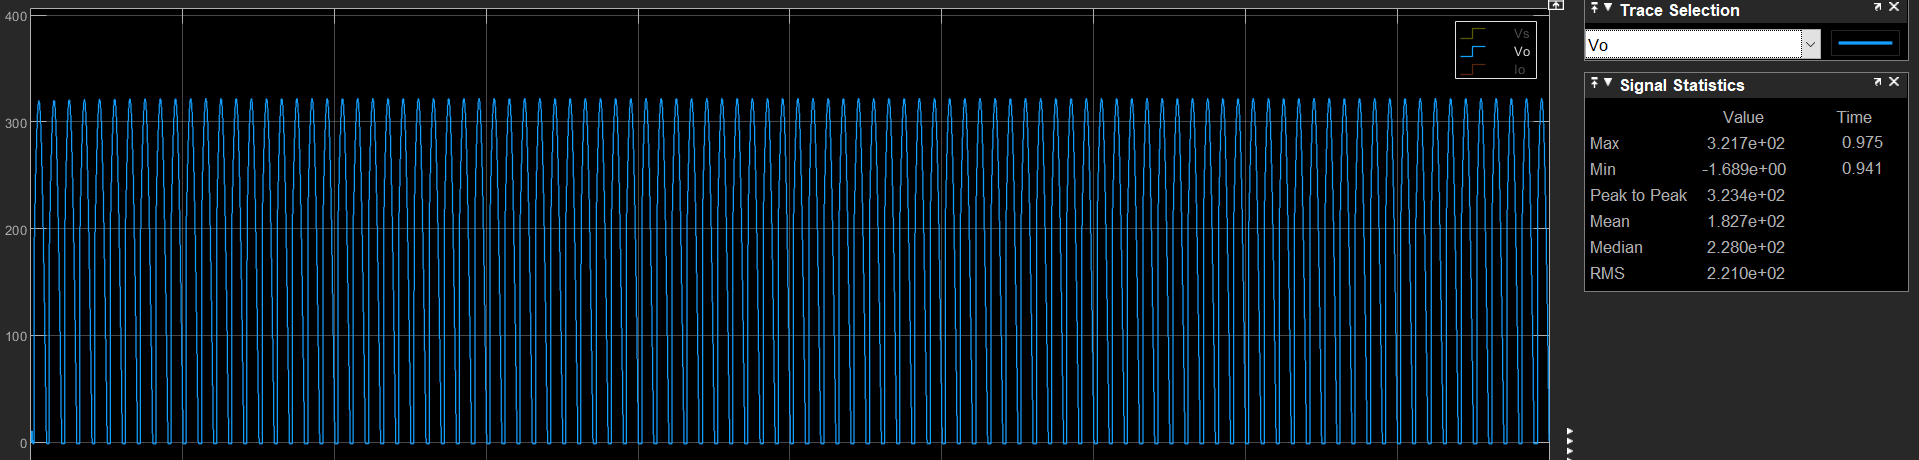 400
300
200
100
0
Vs
Vo
Io
Trace Selection
Vo
Signal Statistics
Value Time
Max 3.217e+02 0.975
Min -1.689e+00 0.941
Peak to Peak 3.234e+02
Mean 1.827e+02
Median 2.280e+02
RMS 2.210e+02